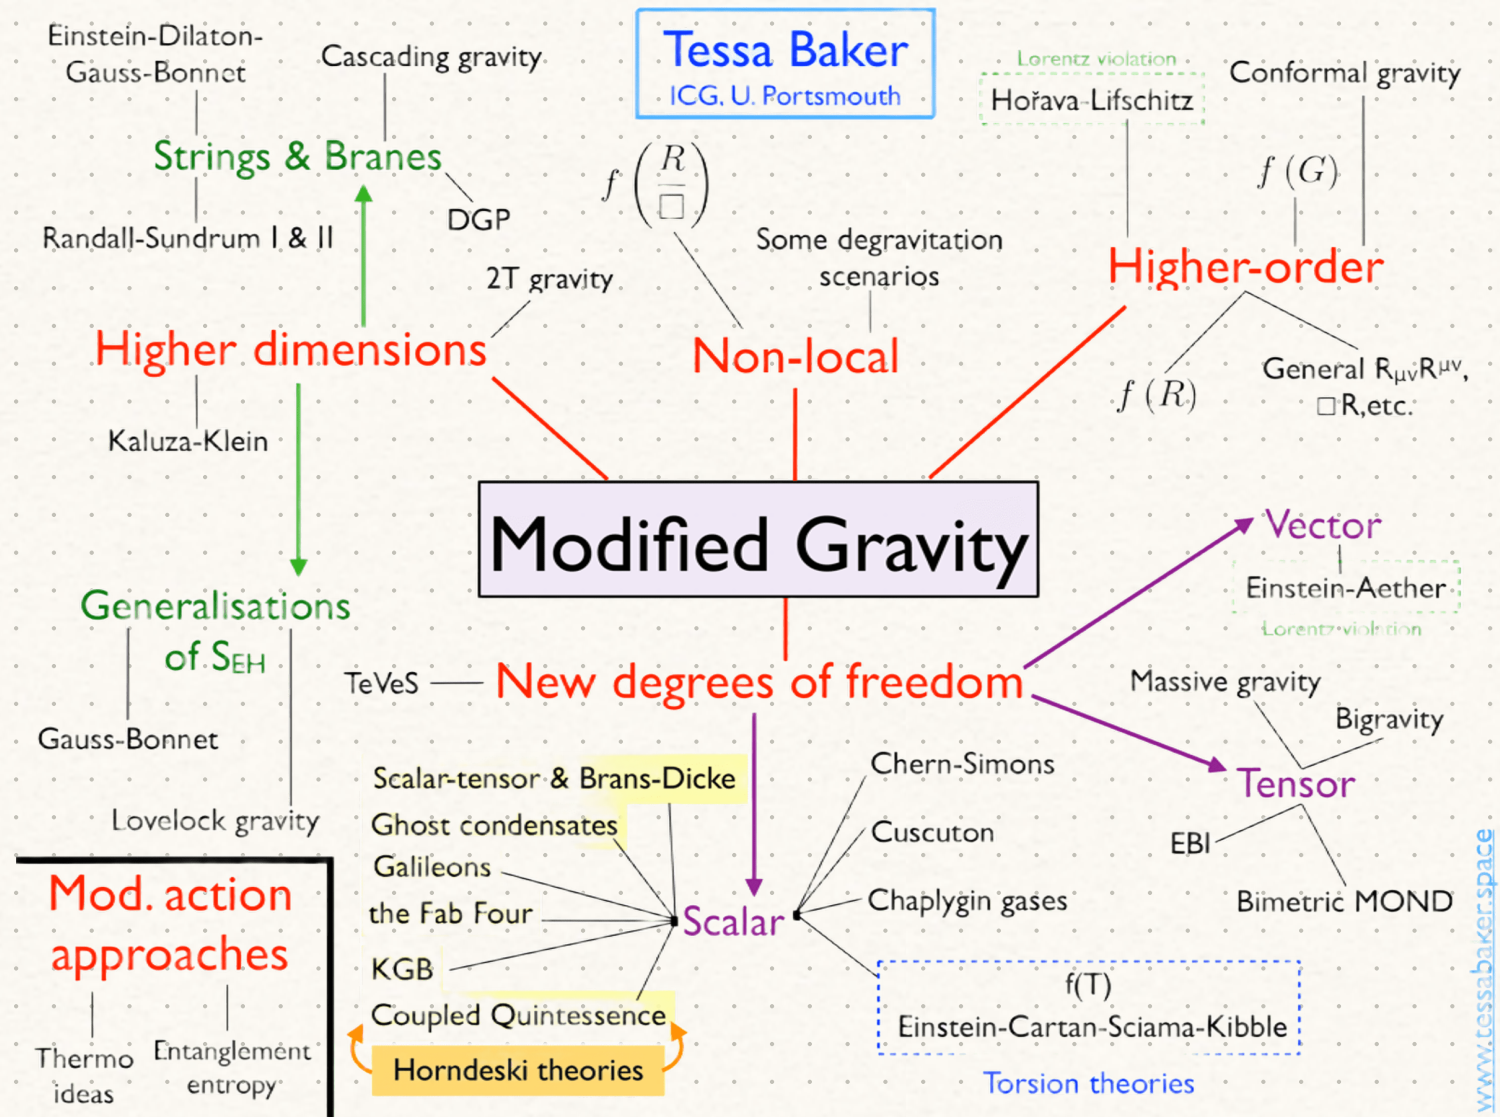 Tessa Baker
ICG, U. Portsmouth
Einstein-Dilaton-
Gauss-Bonnet
Cascading gravity
Strings & Branes
Randall-Sundrum I & II
DGP
2T gravity
Higher dimensions
Kaluza-Klein
f (R/□)
Some degravitation
scenarios
Non-local
Lorentz violation
Hořava-Lifschitz
Conformal gravity
f (G)
Higher-order
f (R)
General RμνRμν,
□R,etc.
Modified Gravity
Generalisations
of SEH
Gauss-Bonnet
Lovelock gravity
TeVeS
New degrees of freedom
Vector
Einstein-Aether
Lorentz violation
Massive gravity
Bigravity
Tensor
EBI
Bimetric MOND
Scalar-tensor & Brans-Dicke
Ghost condensates
Galileons
the Fab Four
KGB
Coupled Quintessence
Horndeski theories
Scalar
Chern-Simons
Cuscuton
Chaplygin gases
f(T)
Einstein-Cartan-Sciama-Kibble
Torsion theories
Mod. action
approaches
Thermo
ideas
Entanglement
entropy
www.tessabaker.space